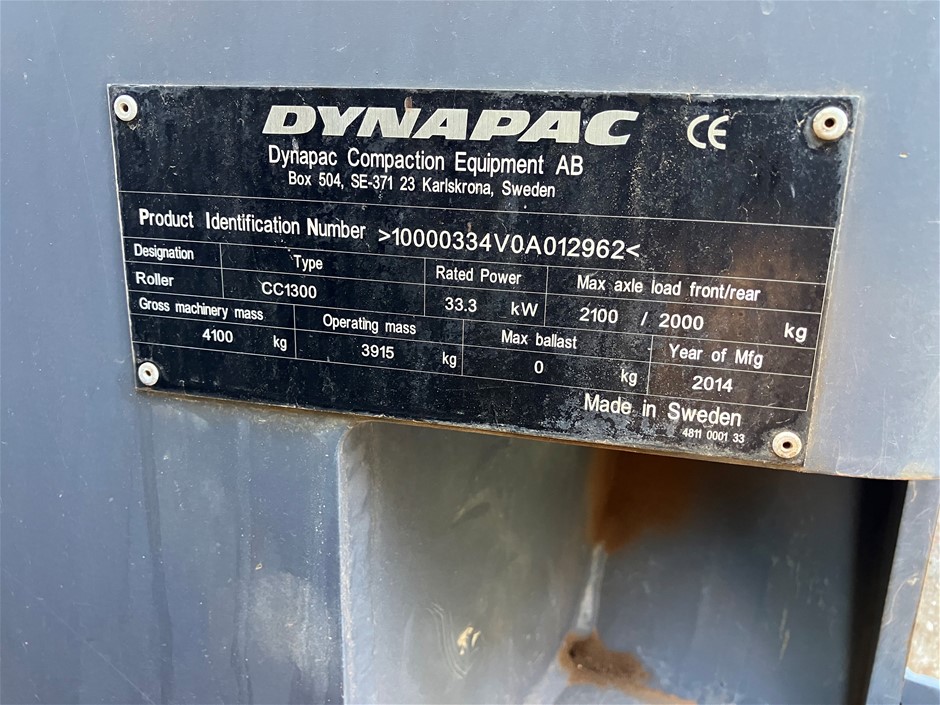 DYNAPAC CE
Dynapac Compaction Equipment AB
Box 504, SE-371 23 Karlskrona, Sweden
Product Identification Number >10000334V0A012962<
Designation Type Rated Power Max axle load front/rear
Roller CC1300 33.3 kW 2100 / 2000 kg
Gross machinery mass Operating mass Max ballast Year of Mfg
4100 kg 3915 kg 0 kg 2014
Made in Sweden
4811 0001 33